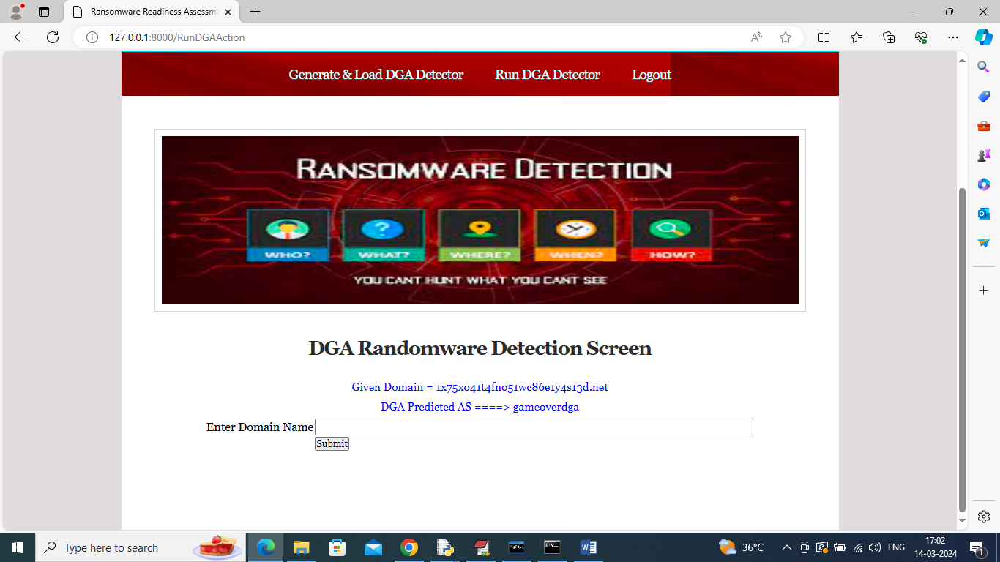 Ransomware Readiness Assessm
127.0.0.1:8000/RunDGAAction
Generate & Load DGA Detector Run DGA Detector Logout
RANSOMWARE DETECTION
WHO? WHAT? WHERE? WHEN? HOW?
YOU CANT HUNT WHAT YOU CANT SEE
DGA Randomware Detection Screen
Given Domain = 1x75xo41t4fno51wc86e1y4s13d.net
DGA Predicted AS ====> gameoverdga
Enter Domain Name
Submit
Type here to search
36°C
ENG
17:02
14-03-2024
1